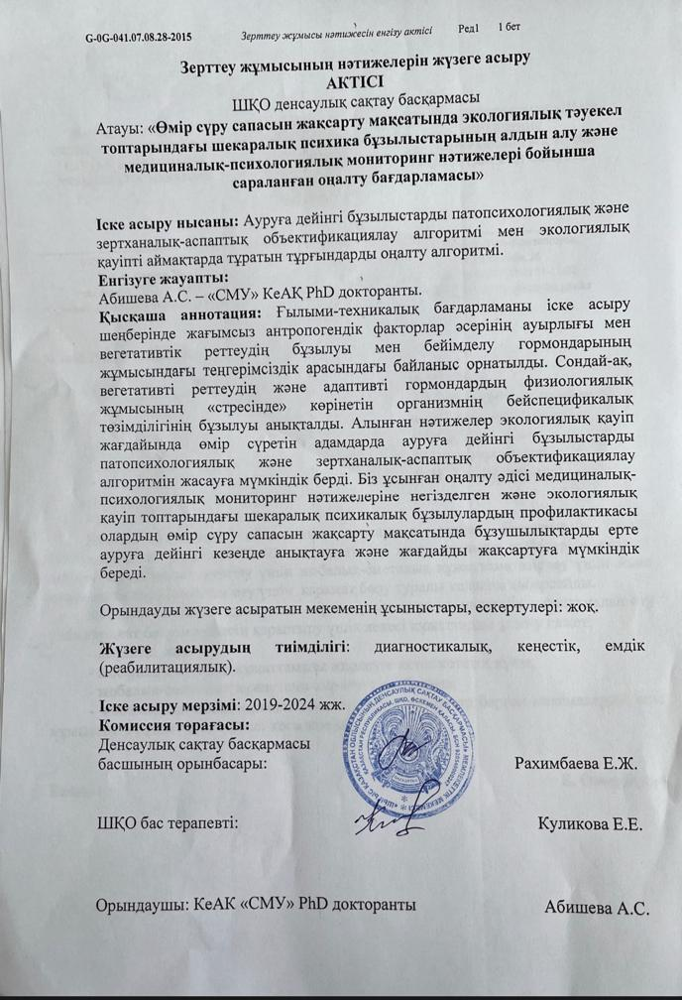 G-0G-041.07.08.28-2015 Зерттеу жұмысы нәтижесін енгізу актісі Ред1 1 бет
Зерттеу жұмысының нәтижелерін жүзеге асыру
АКТІСІ
ШҚО денсаулық сақтау басқармасы
Атауы: «Өмір сүру сапасын жақсарту мақсатында экологиялық тәуекел
топтарындағы шекаралық психика бұзылыстарының алдын алу және
медициналық-психологиялық мониторинг нәтижелері бойынша
сараланған оңалту бағдарламасы»
Іске асыру нысаны: Ауруға дейінгі бұзылыстарды патопсихологиялық және
зертханалық-аспаптық объектификациялау алгоритмі мен экологиялық
қауіпті аймақтарда тұратын тұрғындарды оңалту алгоритмі.
Енгізуге жауапты:
Абишева А.С. – «СМУ» КеАҚ PhD докторанты.
Қысқаша аннотация: Ғылыми-техникалық бағдарламаны іске асыру
шеңберінде жағымсыз антропогендік факторлар әсерінің ауырлығы мен
вегетативтік реттеудің бұзылуы мен бейімделу гормондарының
жұмысындағы теңгерімсіздік арасындағы байланыс орнатылды. Сондай-ақ,
вегетативті реттеудің және адаптивті гормондардың физиологиялық
жұмысының «стресінде» көрінетін организмнің бейспецификалық
төзімділігінің бұзылуы анықталды. Алынған нәтижелер экологиялық қауіп
жағдайында өмір сүретін адамдарда ауруға дейінгі бұзылыстарды
патопсихологиялық және зертханалық-аспаптық объектификациялау
алгоритмін жасауға мүмкіндік берді. Біз ұсынған оңалту әдісі медициналық-
психологиялық мониторинг нәтижелеріне негізделген және экологиялық
қауіп топтарындағы шекаралық психикалық бұзылулардың профилактикасы
олардың өмір сүру сапасын жақсарту мақсатында бұзушылықтарды ерте
ауруға дейінгі кезеңде анықтауға және жағдайды жақсартуға мүмкіндік
береді.
Орындауды жүзеге асыратын мекеменің ұсыныстары, ескертулері: жоқ.
Жүзеге асырудың тиімділігі: диагностикалық, кеңестік, емдік
(реабилитациялық).
Іске асыру мерзімі: 2019-2024 жж.
Комиссия төрағасы:
Денсаулық сақтау басқармасы
басшының орынбасары: Рахимбаева Е.Ж.
ШҚО бас терапевті: Куликова Е.Е.
Орындаушы: КеАК «СМУ» PhD докторанты Абишева А.С.